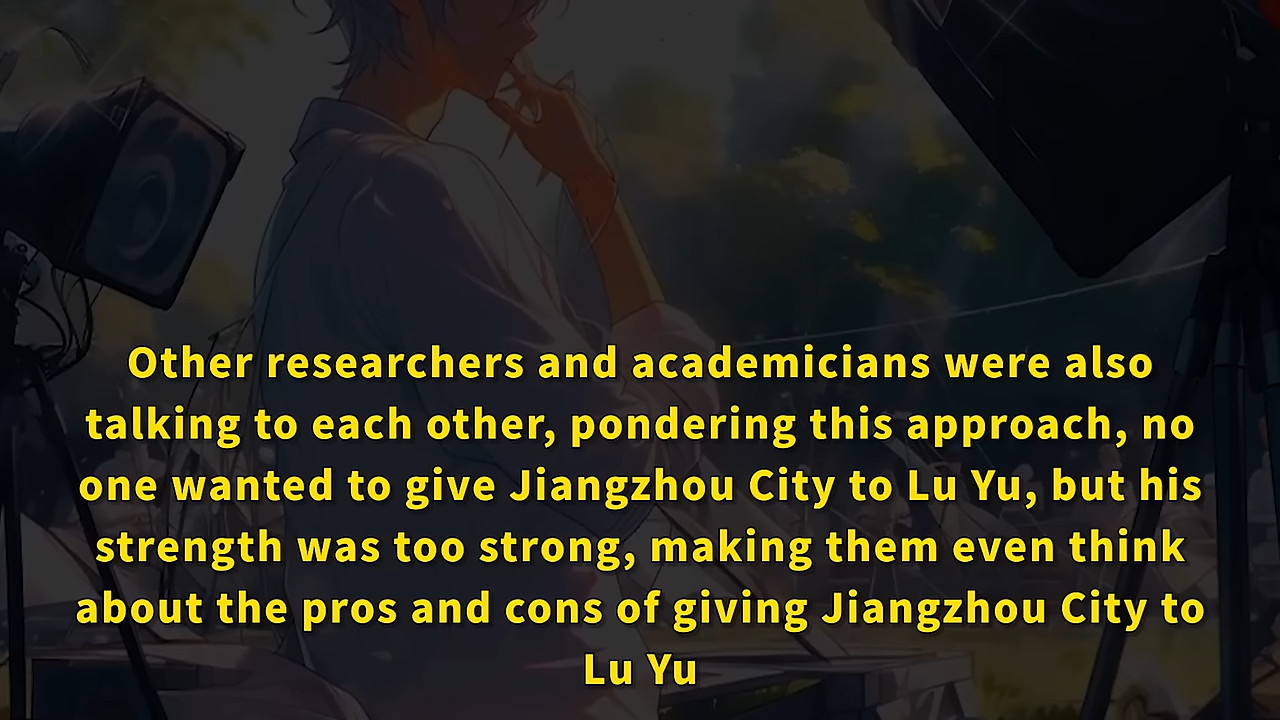 Other researchers and academicians were also
talking to each other, pondering this approach, no
one wanted to give Jiangzhou City to Lu Yu, but his
strength was too strong, making them even think
about the pros and cons of giving Jiangzhou City to
Lu Yu